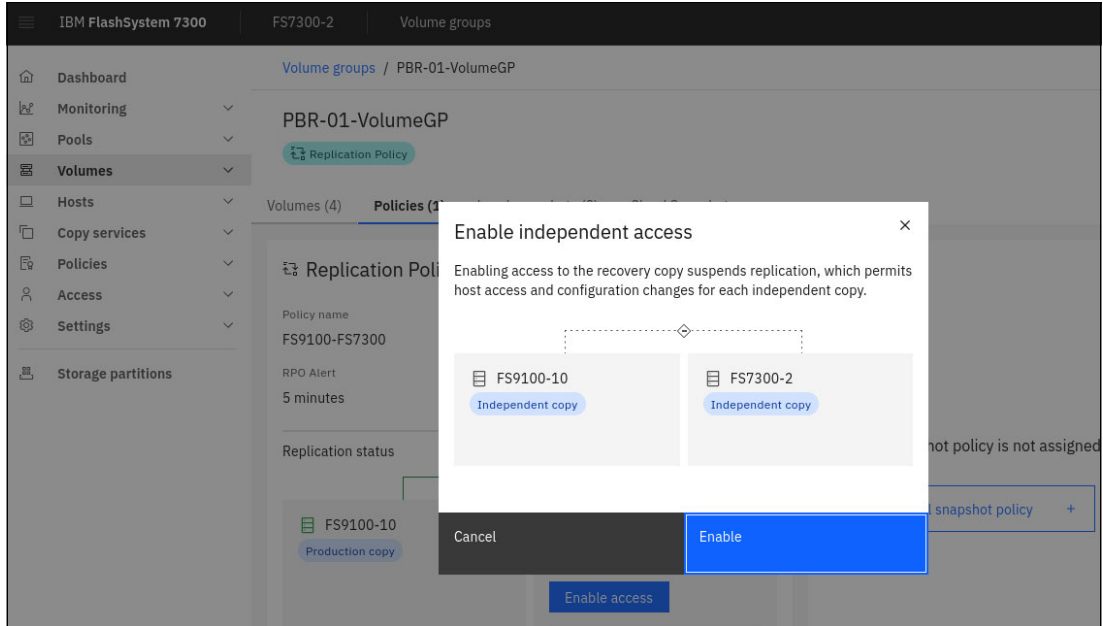 IBM FlashSystem 7300
FS7300-2
Volume groups
Dashboard
Monitoring
Pools
Volumes
Hosts
Copy services
Policies
Access
Settings
Storage partitions
Volume groups / PBR-01-VolumeGP
PBR-01-VolumeGP
Replication Policy
Volumes (4)
Policies (1)
Replication Poli
Policy name
FS9100-FS7300
RPO Alert
5 minutes
Replication status
FS9100-10
Production copy
Enable access
Enable independent access
Enabling access to the recovery copy suspends replication, which permits
host access and configuration changes for each independent copy.
FS9100-10
Independent copy
FS7300-2
Independent copy
Cancel
Enable
not policy is not assigned
snapshot policy +